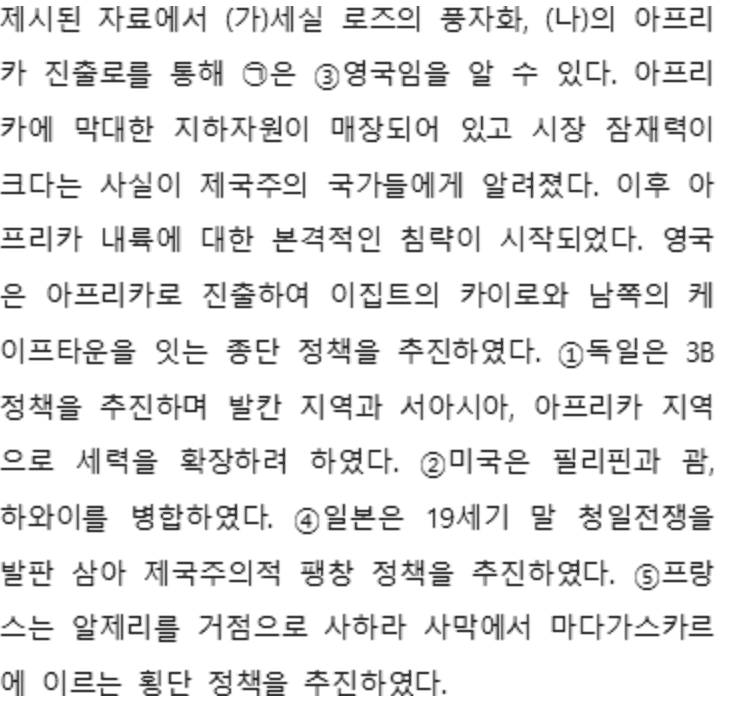 제시된 자료에서 (가)세실 로즈의 풍자화, (나)의 아프리
카 진출로를 통해 ㉠은 ③영국임을 알 수 있다. 아프리
카에 막대한 지하자원이 매장되어 있고 시장 잠재력이
크다는 사실이 제국주의 국가들에게 알려졌다. 이후 아
프리카 내륙에 대한 본격적인 침략이 시작되었다. 영국
은 아프리카로 진출하여 이집트의 카이로와 남쪽의 케
이프타운을 잇는 종단 정책을 추진하였다. ①독일은 3B
정책을 추진하며 발칸 지역과 서아시아, 아프리카 지역
으로 세력을 확장하려 하였다. ②미국은 필리핀과 괌,
하와이를 병합하였다. ④일본은 19세기 말 청일전쟁을
발판 삼아 제국주의적 팽창 정책을 추진하였다. ⑤프랑
스는 알제리를 거점으로 사하라 사막에서 마다가스카르
에 이르는 횡단 정책을 추진하였다.